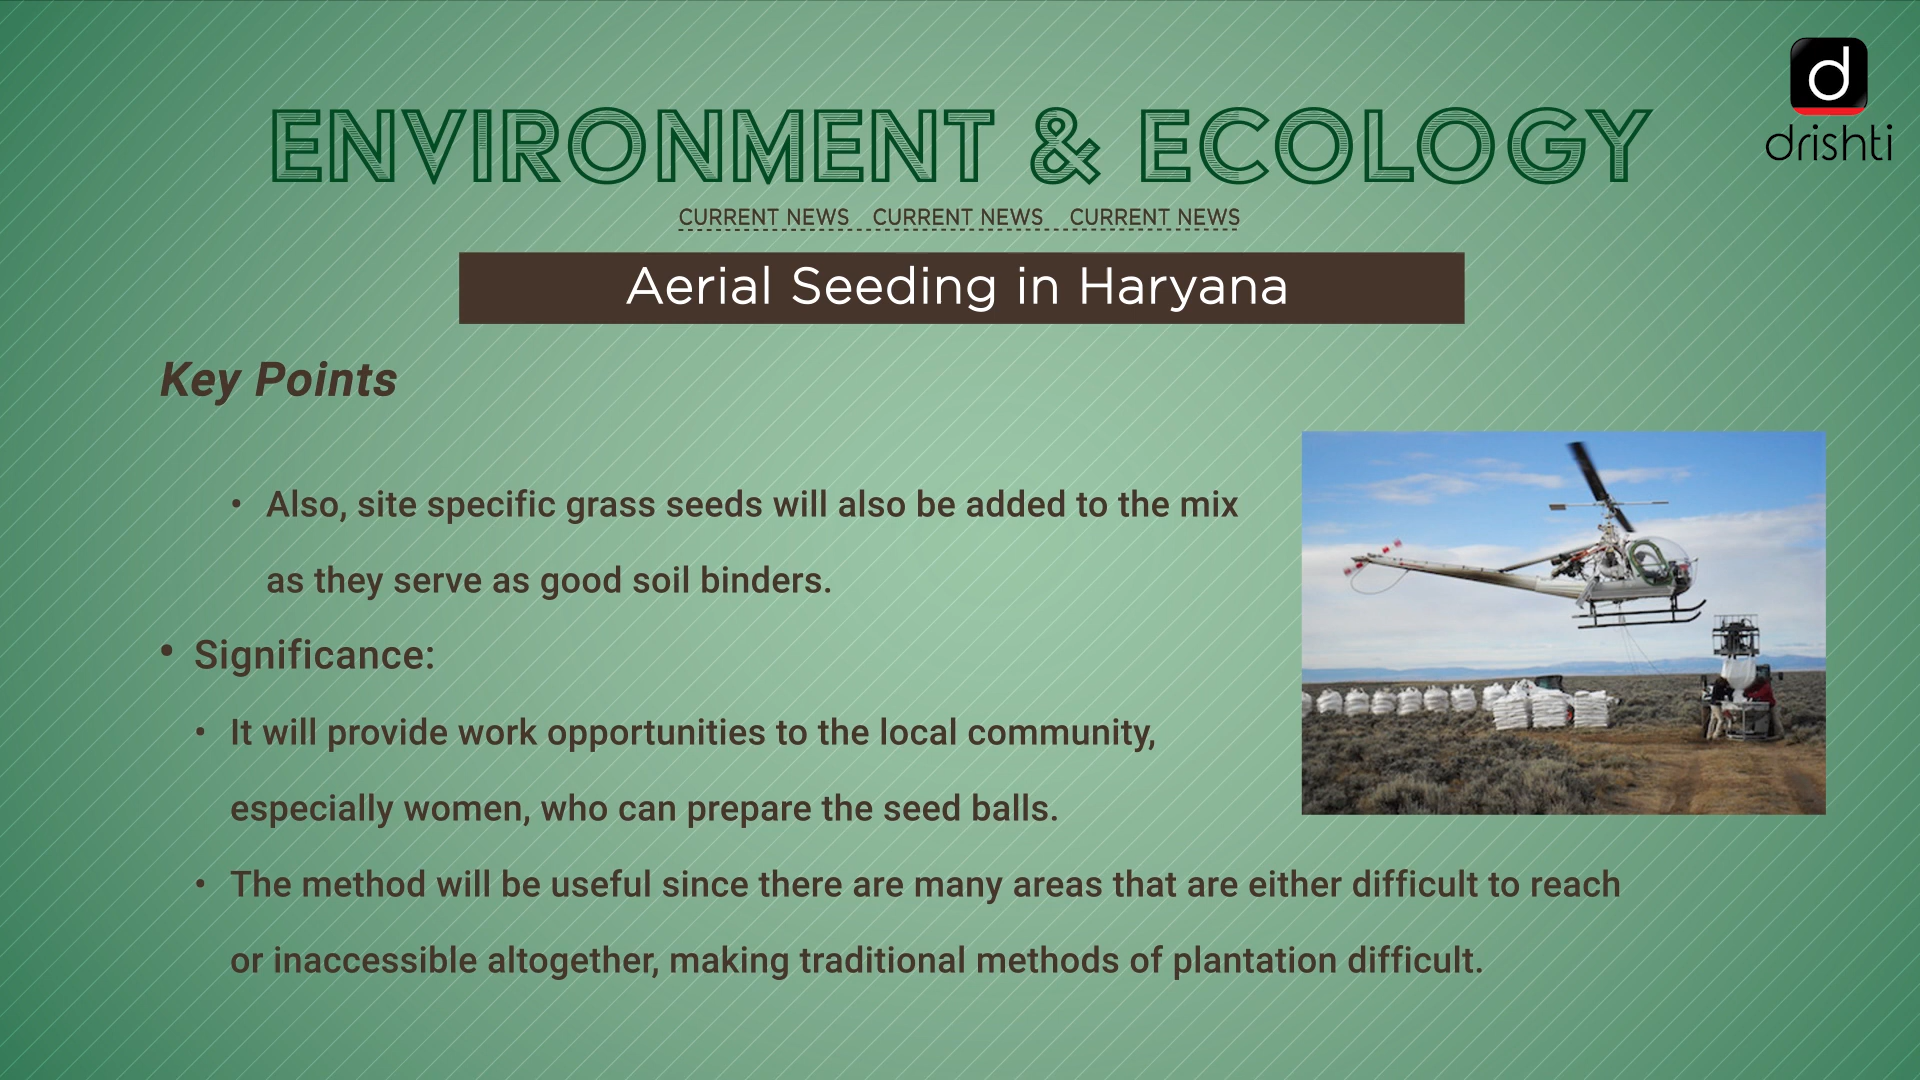 d
drishti
ENVIRONMENT & ECOLOGY
CURRENT NEWS CURRENT NEWS CURRENT NEWS
Aerial Seeding in Haryana
Key Points
• Also, site specific grass seeds will also be added to the mix
as they serve as good soil binders.
• Significance:
• It will provide work opportunities to the local community,
especially women, who can prepare the seed balls.
• The method will be useful since there are many areas that are either difficult to reach
or inaccessible altogether, making traditional methods of plantation difficult.